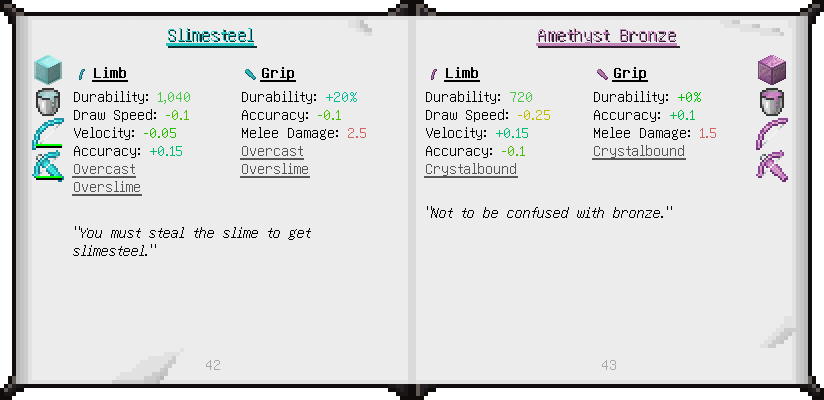 Slimesteel
Limb
Durability: 1,040
Draw Speed: -0.1
Velocity: -0.05
Accuracy: +0.15
Overcast
Overslime
Grip
Durability: +20%
Accuracy: -0.1
Melee Damage: 2.5
Overcast
Overslime
"You must steal the slime to get
slimesteel."
42
Amethyst Bronze
Limb
Durability: 720
Draw Speed: -0.25
Velocity: +0.15
Accuracy: -0.1
Crystalbound
Grip
Durability: +0%
Accuracy: +0.1
Melee Damage: 1.5
Crystalbound
"Not to be confused with bronze."
43